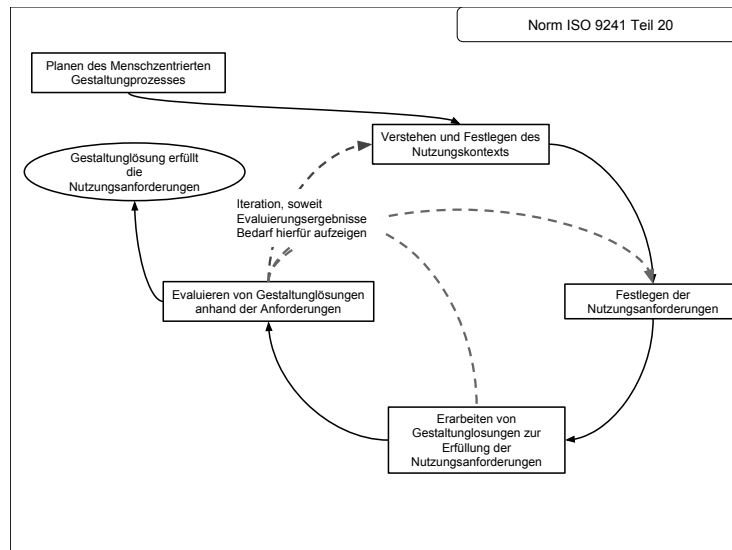 Norm ISO 9241 Teil 20
Planen des Menschzentrierten
Gestaltungprozesses
Verstehen und Festlegen des
Nutzungskontexts
Gestaltunglösung erfüllt
die
Nutzungsanforderungen
Iteration, soweit
Evaluierungsergebnisse
Bedarf hierfür aufzeigen
Evaluieren von Gestaltunglösungen
anhand der Anforderungen
Festlegen der
Nutzungsanforderungen
Erarbeiten von
Gestaltunglosungen zur
Erfüllung der
Nutzungsanforderungen